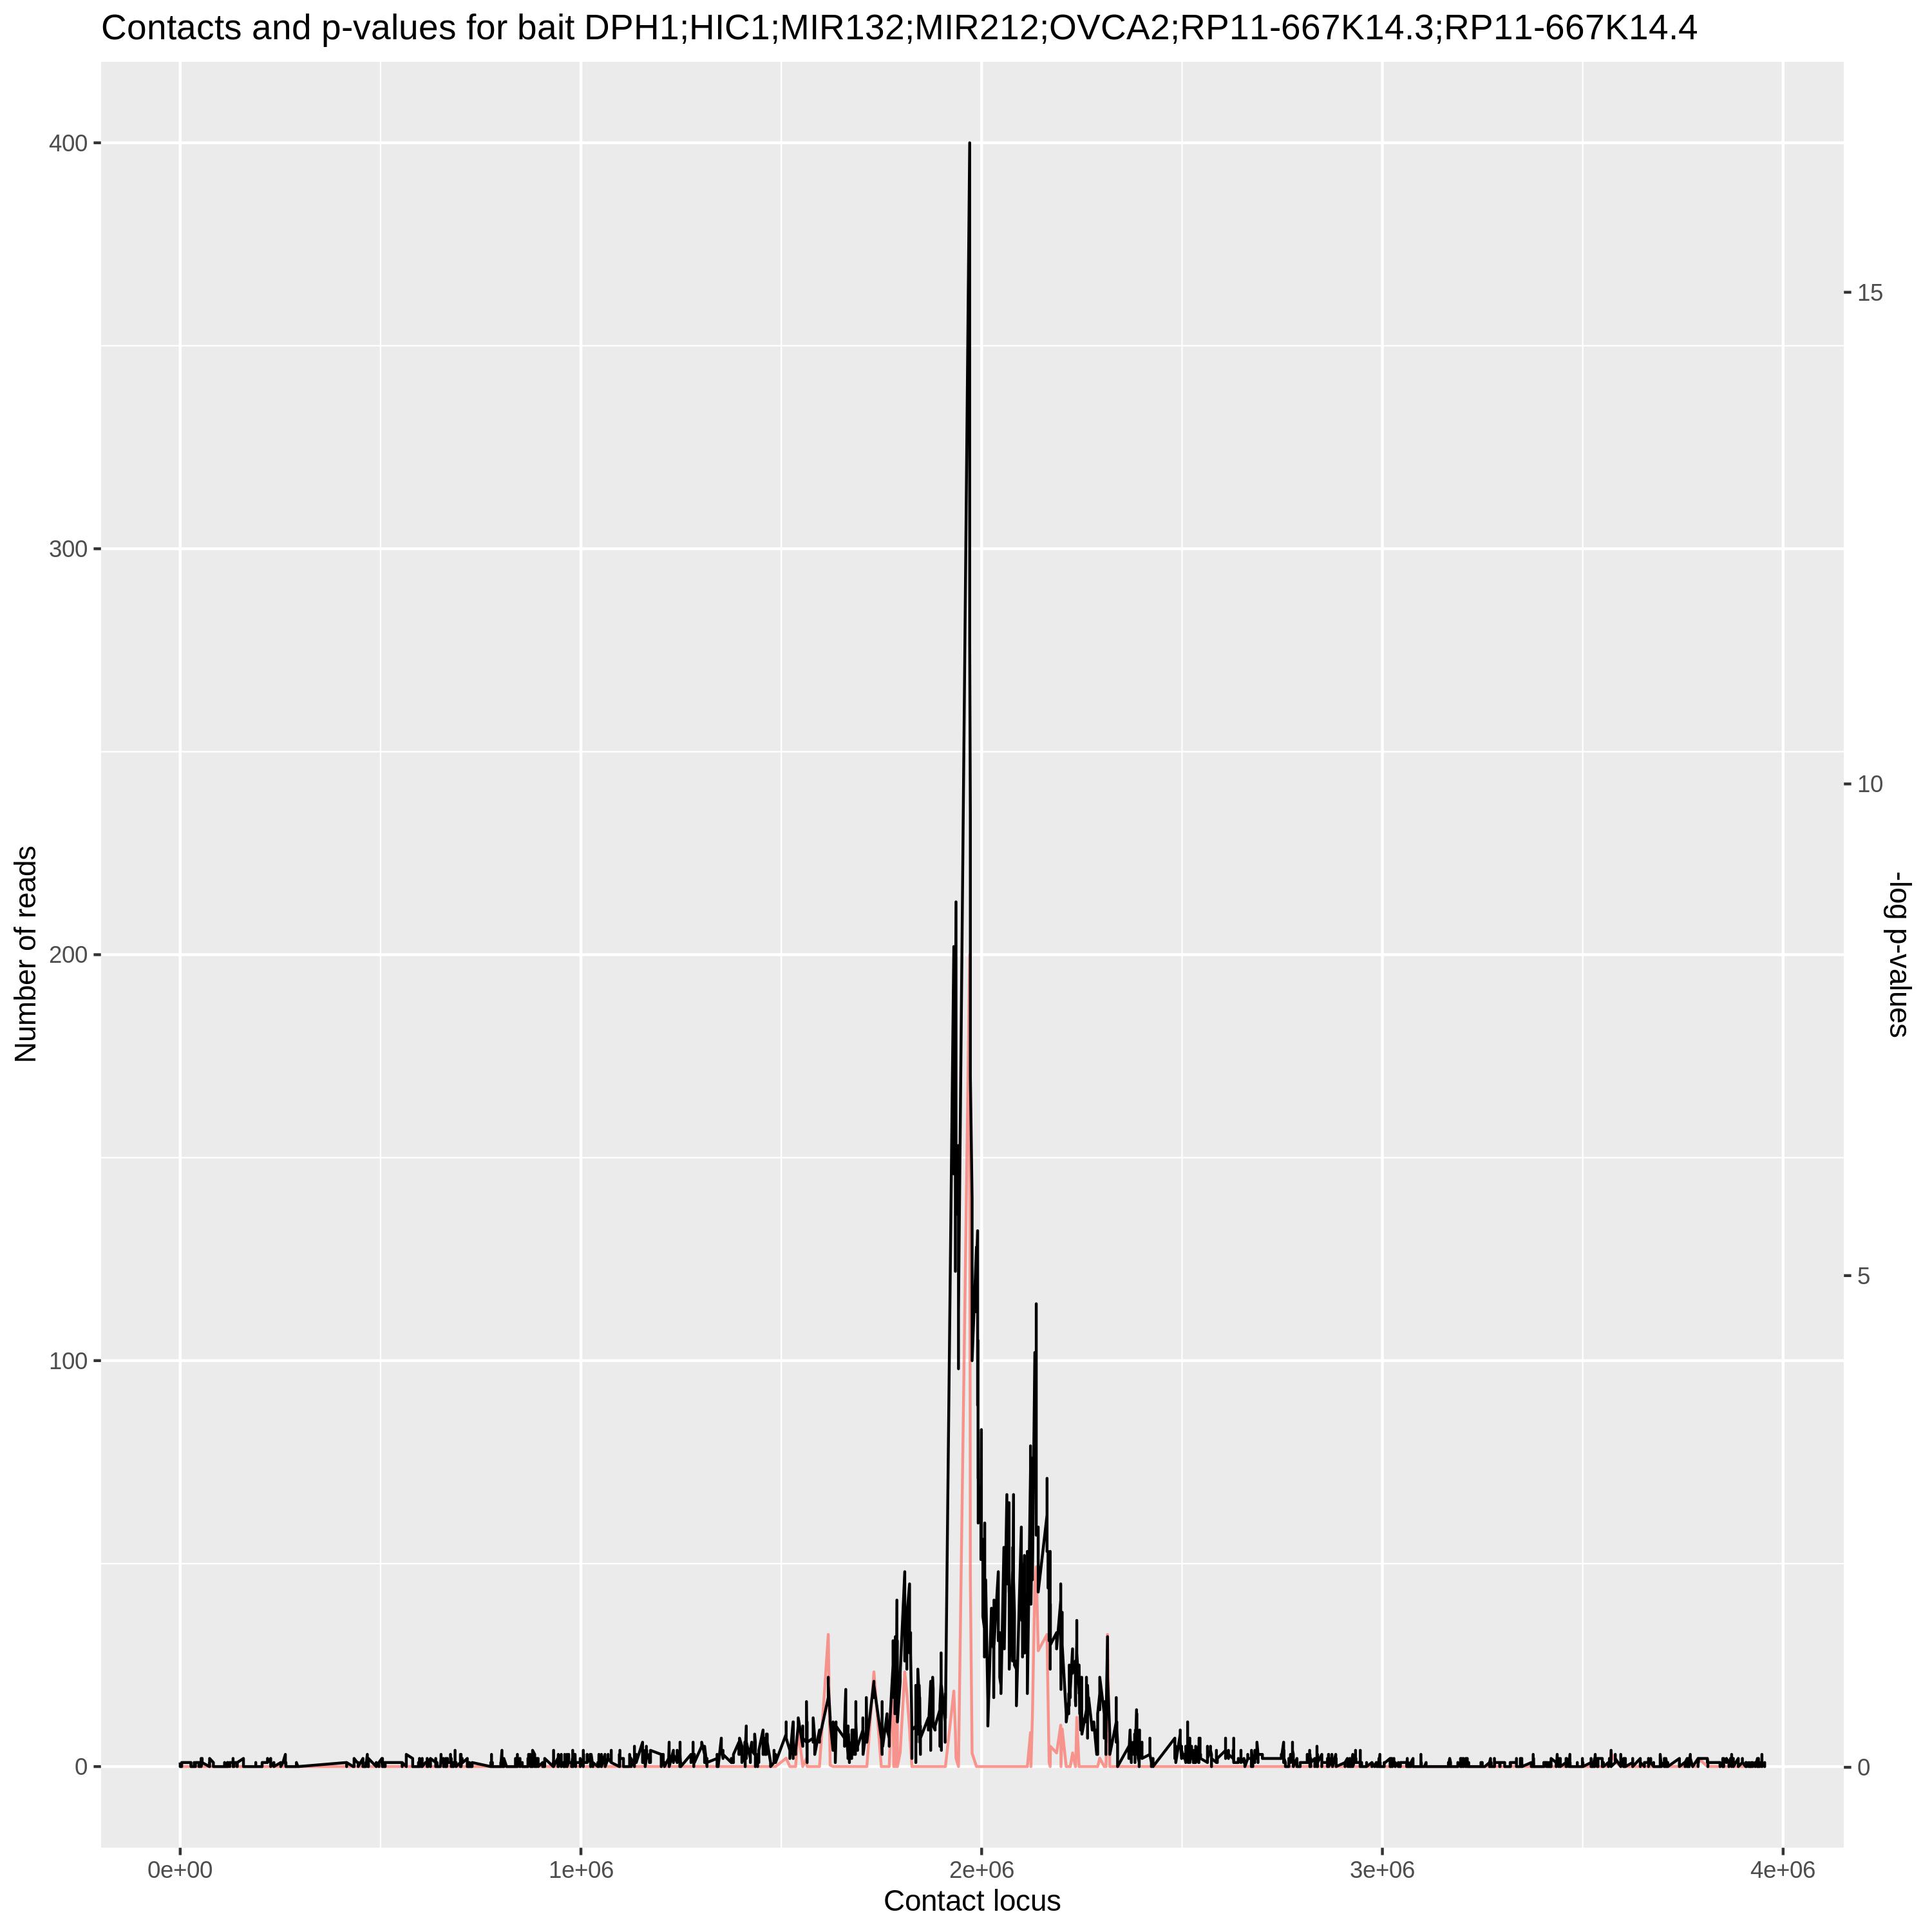 Contacts and p-values for bait DPH1;HIC1;MIR132;MIR212;OVCA2;RP11-667K14.3;RP11-667K14.4
Number of reads
400
300
200
100
0
15
10
5
0
-log p-values
0e+00 1e+06 2e+06 3e+06 4e+06
Contact locus